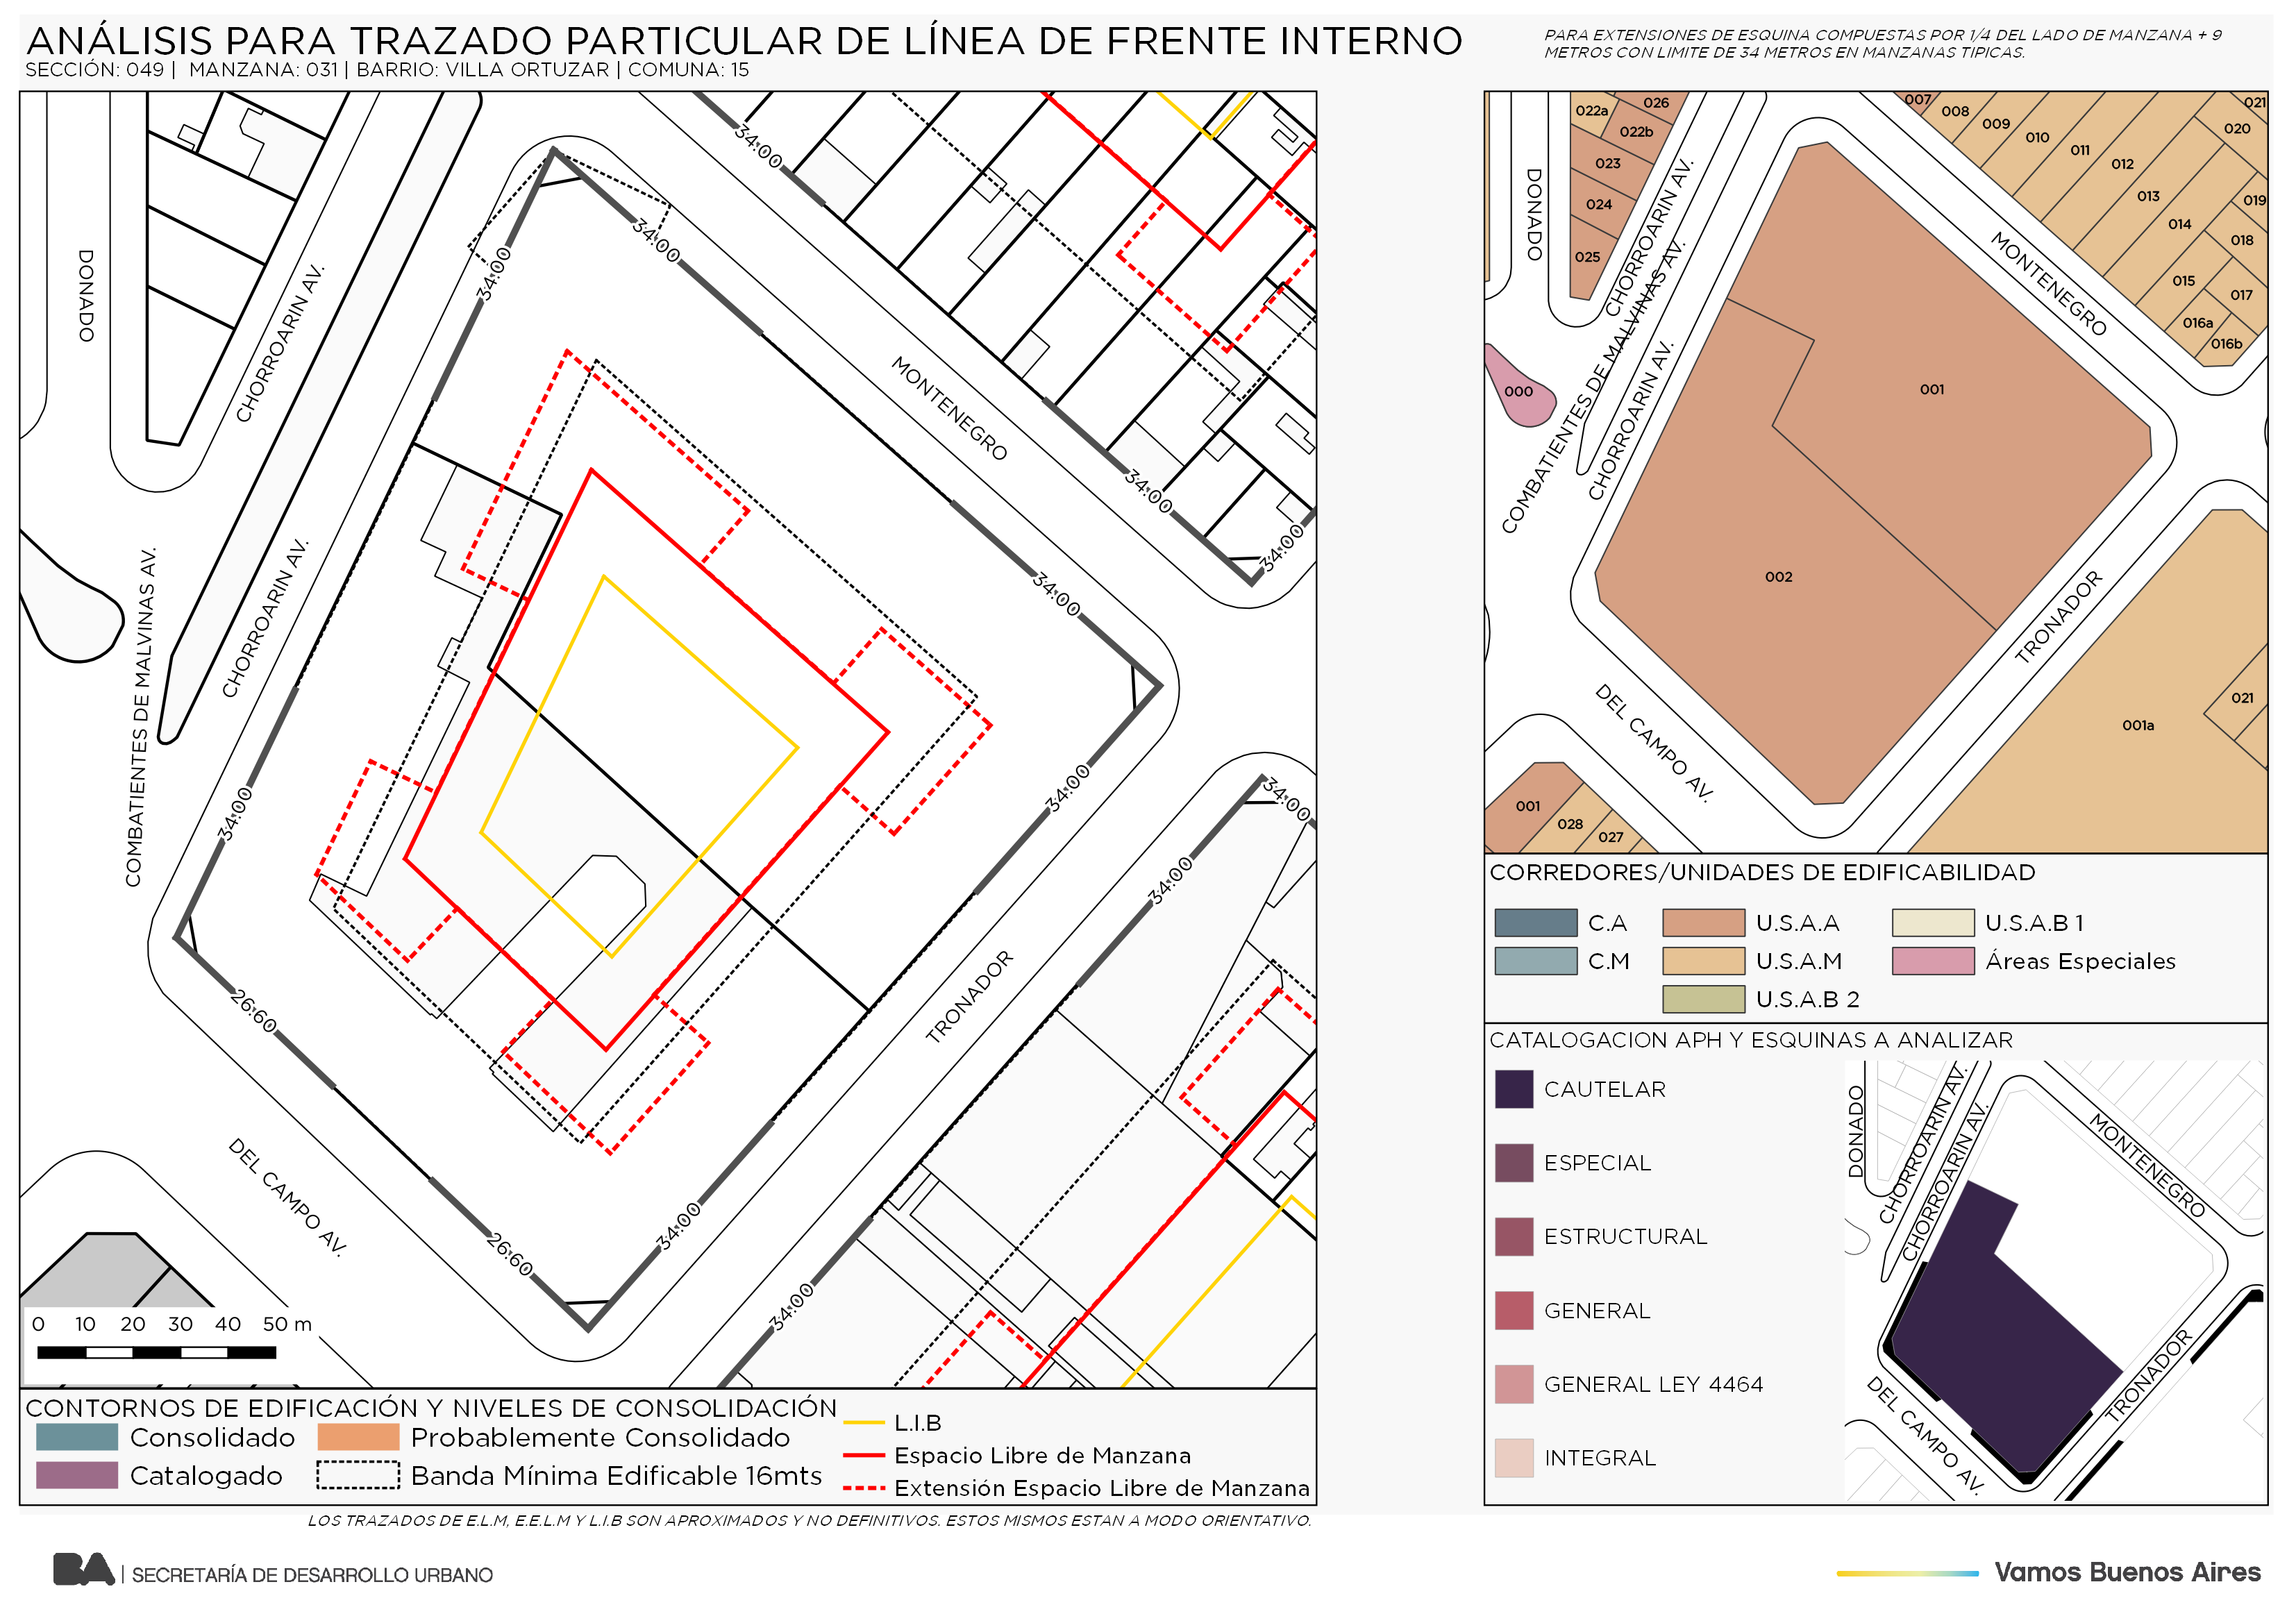 ANÁLISIS PARA TRAZADO PARTICULAR DE LÍNEA DE FRENTE INTERNO
SECCIÓN: 049 | MANZANA: 031 | BARRIO: VILLA ORTUZAR | COMUNA: 15
PARA EXTENSIONES DE ESQUINA COMPUESTAS POR 1/4 DEL LADO DE MANZANA + 9
METROS CON LIMITE DE 34 METROS EN MANZANAS TIPICAS.
34:00
34:00
34:00
DONADO
CHORROARIN AV.
MONTENEGRO
34:00
34:00
34:00
CHORROARIN AV.
COMBATIENTES DE MALVINAS AV.
34:00
34:00
34:00
34:00
26:60
TRONADOR
DEL CAMPO AV.
26:60
34:00
34:00
0 10 20 30 40 50 m
CONTORNOS DE EDIFICACIÓN Y NIVELES DE CONSOLIDACIÓN
Consolidado
Probablemente Consolidado
Catalogado
Banda Mínima Edificable 16mts
L.I.B
Espacio Libre de Manzana
Extensión Espacio Libre de Manzana
LOS TRAZADOS DE E.L.M, E.E.L.M Y L.I.B SON APROXIMADOS Y NO DEFINITIVOS. ESTOS MISMOS ESTAN A MODO ORIENTATIVO.
022a
026
022b
023
024
025
007
008
009
010
011
012
013
014
015
016a
016b
017
018
019
020
021
DONADO
CHORROARIN AV.
COMBATIENTES DE MALVINAS AV.
CHORROARIN AV.
MONTENEGRO
000
001
002
TRONADOR
DEL CAMPO AV.
021
001a
001
028
027
CORREDORES/UNIDADES DE EDIFICABILIDAD
C.A
U.S.A.A
U.S.A.B 1
C.M
U.S.A.M
Áreas Especiales
U.S.A.B 2
CATALOGACION APH Y ESQUINAS A ANALIZAR
CAUTELAR
ESPECIAL
ESTRUCTURAL
GENERAL
GENERAL LEY 4464
INTEGRAL
DONADO
CHORROARIN AV.
CHORROARIN AV.
MONTENEGRO
TRONADOR
DEL CAMPO AV.
BA | SECRETARÍA DE DESARROLLO URBANO
Vamos Buenos Aires